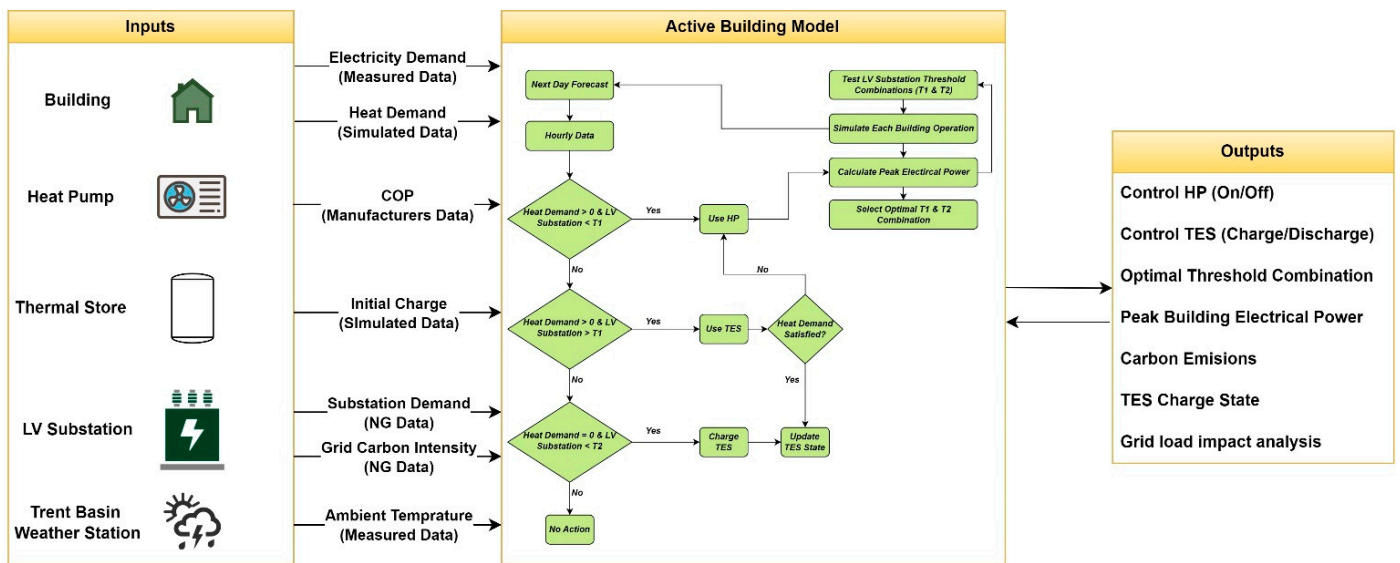 Inputs
Building
Heat Pump
Thermal Store
LV Substation
Trent Basin
Weather Station
Electricity Demand
(Measured Data)
Heat Demand
(Simulated Data)
COP
(Manufacturers Data)
Initial Charge
(SImulated Data)
Substation Demand
(NG Data)
Grid Carbon Intensity
(NG Data)
Ambient Temprature
(Measured Data)
Active Building Model
Next Day Forecast
Hourly Data
Heat Demand > 0 & LV
Substation < T1
Yes
Use HP
No
Heat Demand > 0 & LV
Substation > T1
Yes
Use TES
Heat Demand
Satisfied?
No
Yes
No
Heat Demand = 0 & LV
Substation < T2
Yes
Charge
TES
Update
TES State
No
No Action
Test LV Substation Threshold
Combinations (T1 & T2)
Simulate Each Building Operation
Calculate Peak Electircal Power
Select Optimal T1 & T2
Combination
Outputs
Control HP (On/Off)
Control TES (Charge/Discharge)
Optimal Threshold Combination
Peak Building Electrical Power
Carbon Emisions
TES Charge State
Grid load impact analysis